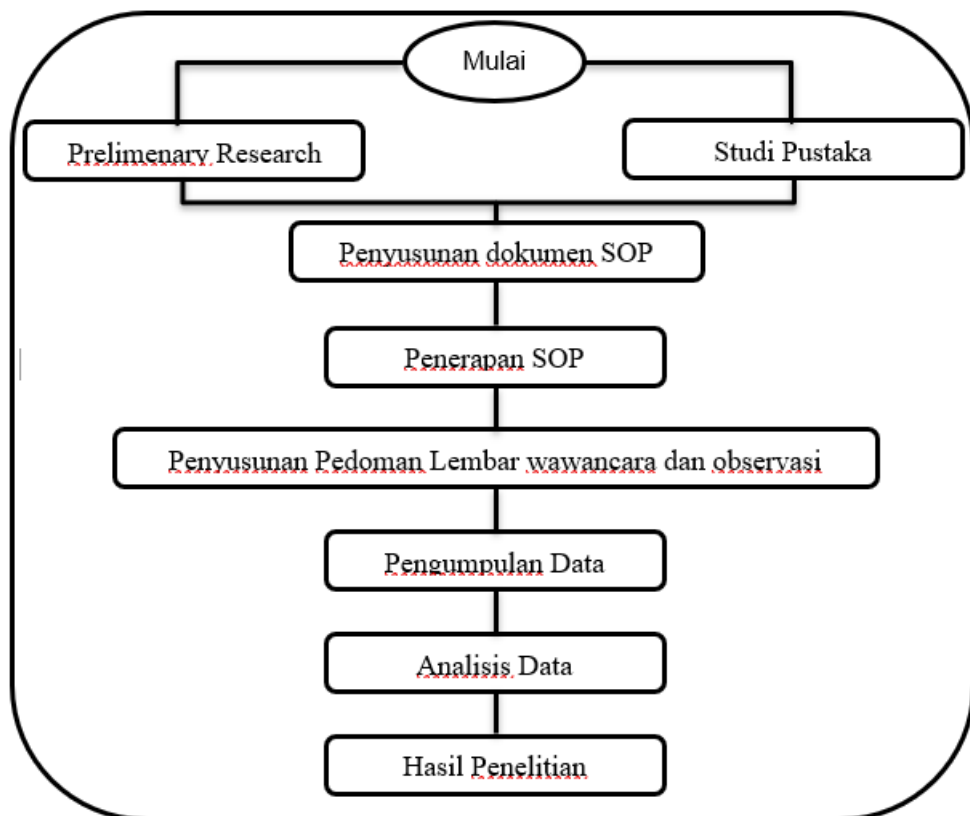 Mulai
Prelimenary Research
Studi Pustaka
Penyusunan dokumen SOP
Penerapan SOP
Penyusunan Pedoman Lembar wawancara dan observasi
Pengumpulan Data
Analisis Data
Hasil Penelitian